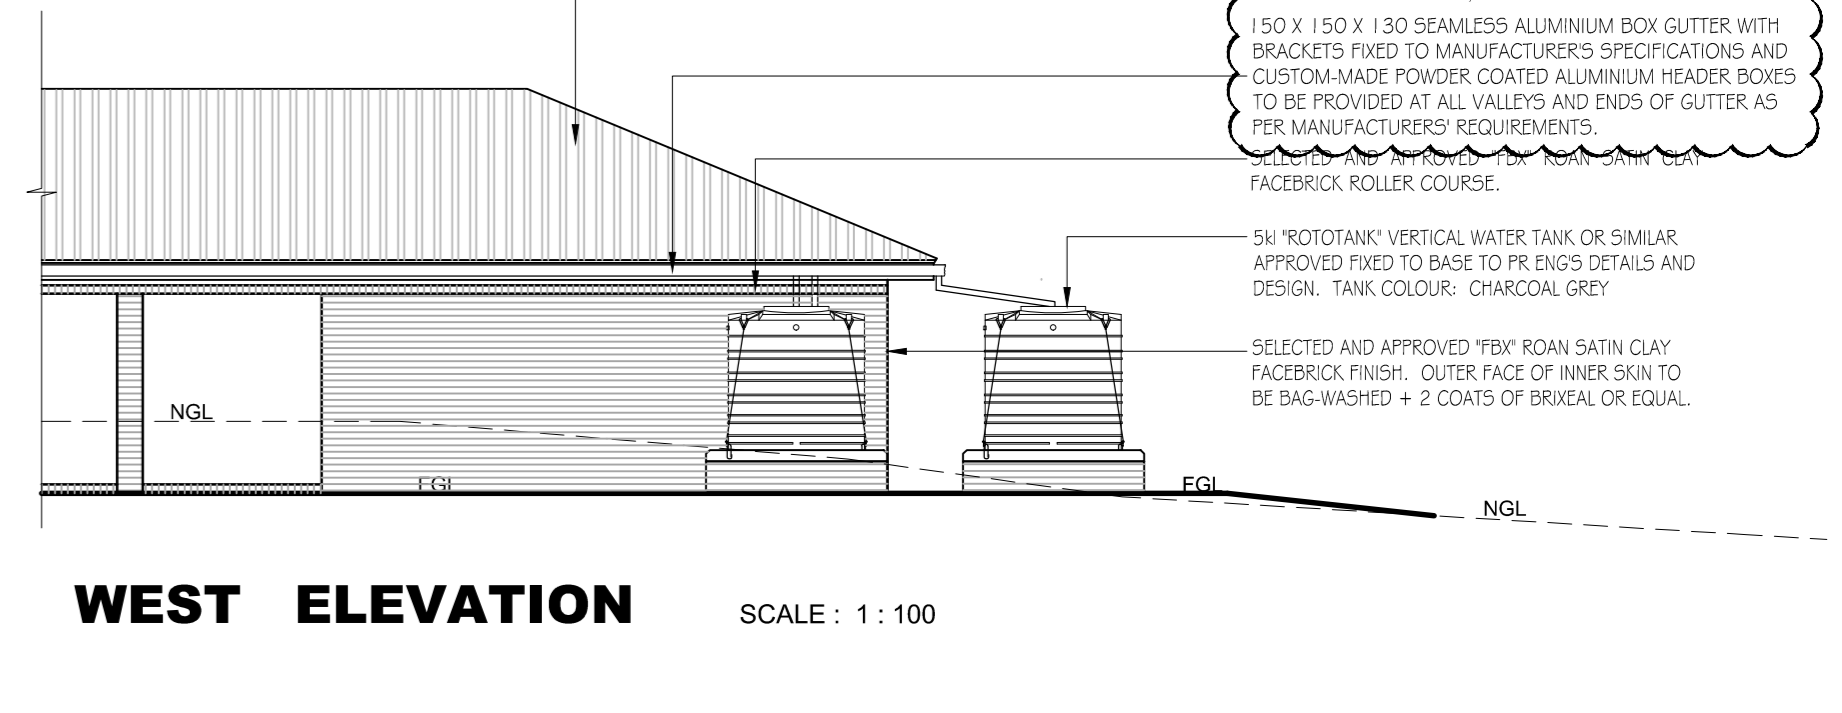 150 X 150 X 130 SEAMLESS ALUMINIUM BOX GUTTER WITH
BRACKETS FIXED TO MANUFACTURER'S SPECIFICATIONS AND
CUSTOM-MADE POWDER COATED ALUMINIUM HEADER BOXES
TO BE PROVIDED AT ALL VALLEYS AND ENDS OF GUTTER AS
PER MANUFACTURERS' REQUIREMENTS.
SELECTED AND APPROVED "FBX" ROAN SATIN CLAY
FACEBRICK ROLLER COURSE.
5kl "ROTOTANK" VERTICAL WATER TANK OR SIMILAR
APPROVED FIXED TO BASE TO PR ENG'S DETAILS AND
DESIGN. TANK COLOUR: CHARCOAL GREY
SELECTED AND APPROVED "FBX" ROAN SATIN CLAY
FACEBRICK FINISH. OUTER FACE OF INNER SKIN TO
BE BAG-WASHED + 2 COATS OF BRIXEAL OR EQUAL.
NGL
FGL
FGL
NGL
WEST ELEVATION
SCALE : 1 : 100